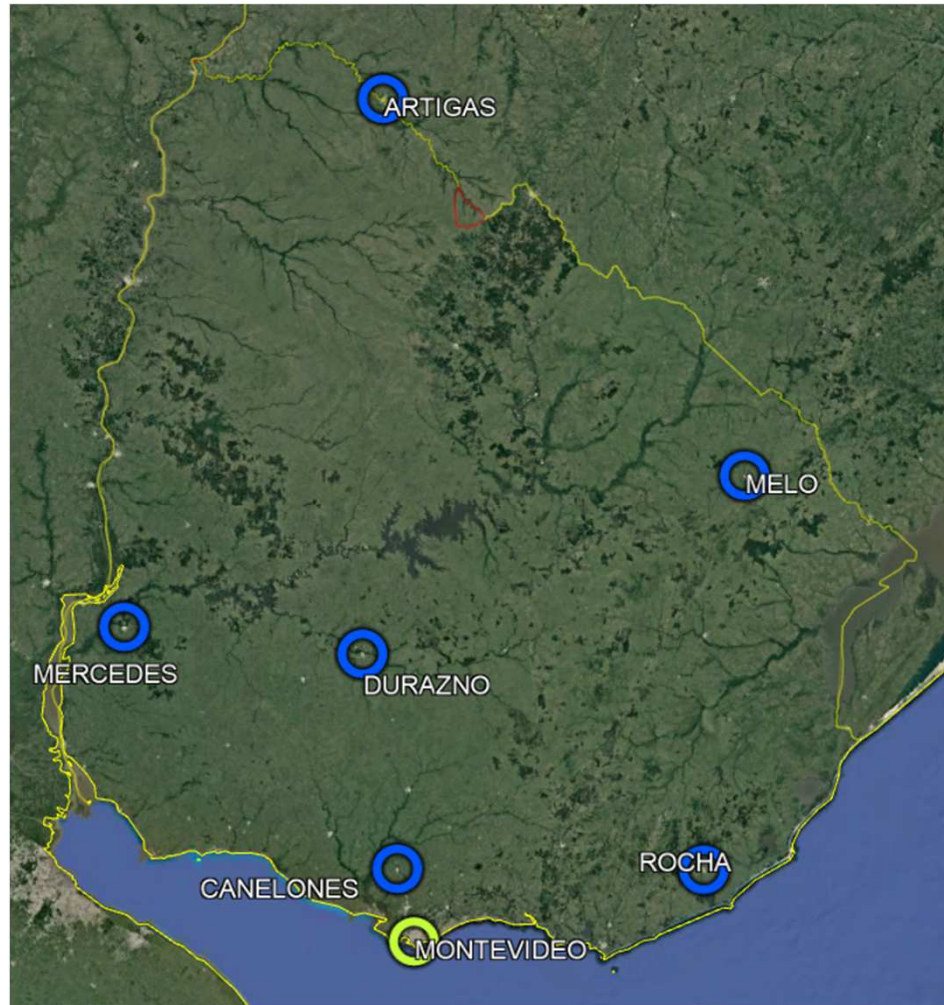 ARTIGAS
MELO
MERCEDES
DURAZNO
ROCHA
CANELONES
MONTEVIDEO